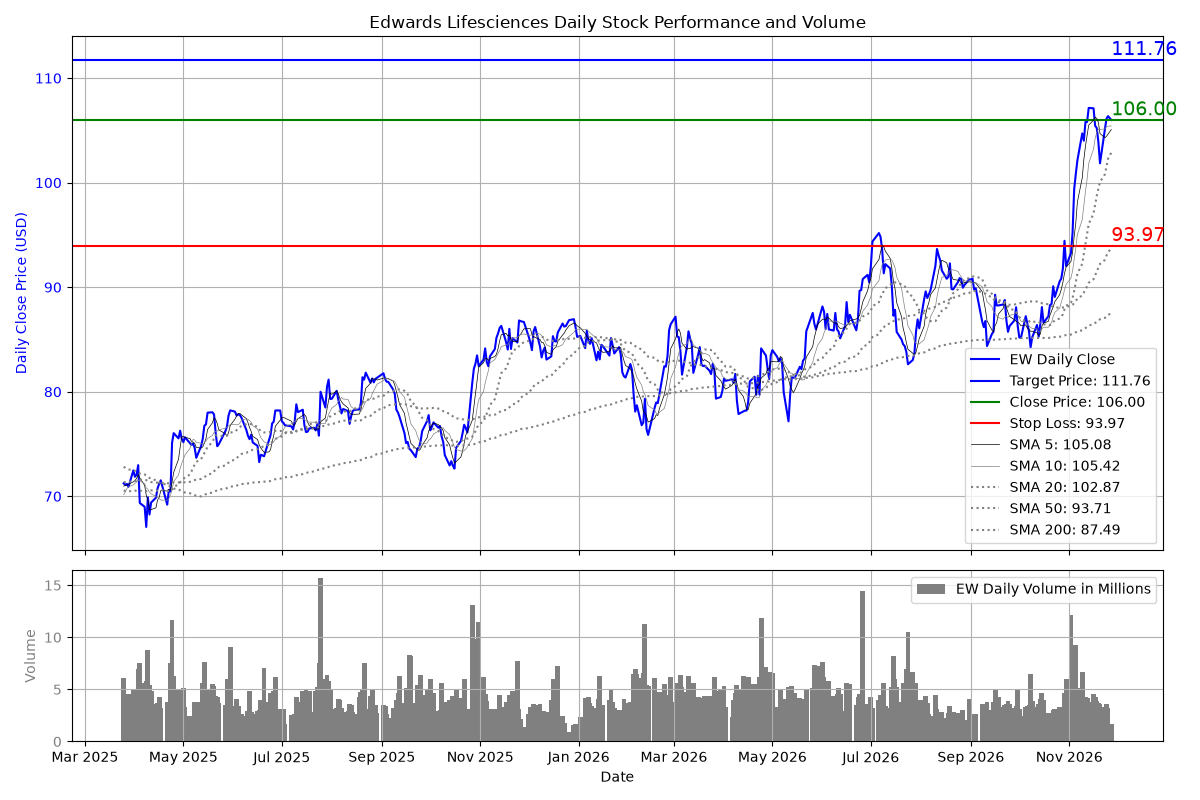 Edwards Lifesciences Daily Stock Performance and Volume
111.76
106.00
93.97
Daily Close Price (USD)
110
100
90
80
70
EW Daily Close
Target Price: 111.76
Close Price: 106.00
Stop Loss: 93.97
SMA 5: 105.08
SMA 10: 105.42
SMA 20: 102.87
SMA 50: 93.71
SMA 200: 87.49
Volume
15
10
5
0
EW Daily Volume in Millions
Mar 2025 May 2025 Jul 2025 Sep 2025 Nov 2025 Jan 2026 Mar 2026 May 2026 Jul 2026 Sep 2026 Nov 2026
Date